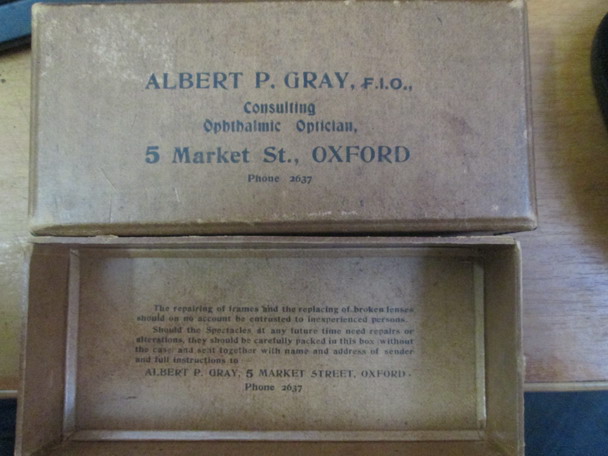 ALBERT P. GRAY, F.I.O.,
Consulting
Ophthalmic Optician,
5 Market St., OXFORD
Phone 2637
The repairing of frames and the replacing of broken lenses
should on no account be entrusted to inexperienced persons.
Should the Spectacles at any future time need repairs or
alterations, they should be carefully packed in this box (without
the case) and sent together with name and address of sender
and full instructions to
ALBERT P. GRAY, 5 MARKET STREET, OXFORD.
Phone 2637